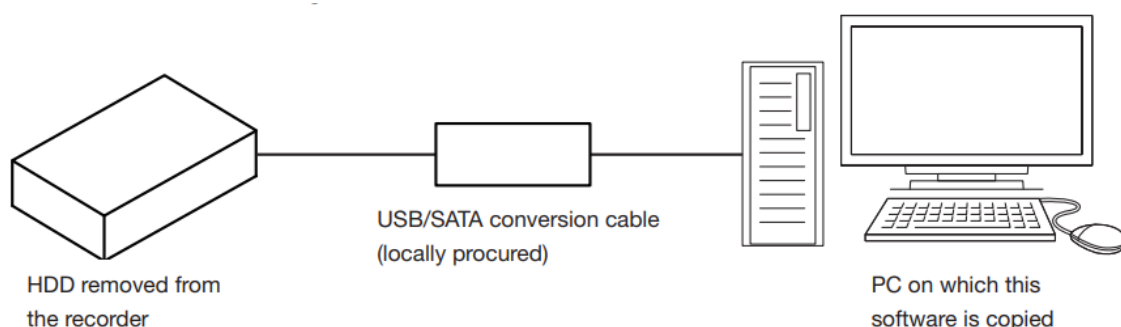 USB/SATA conversion cable
(locally procured)
HDD removed from
the recorder
PC on which this
software is copied